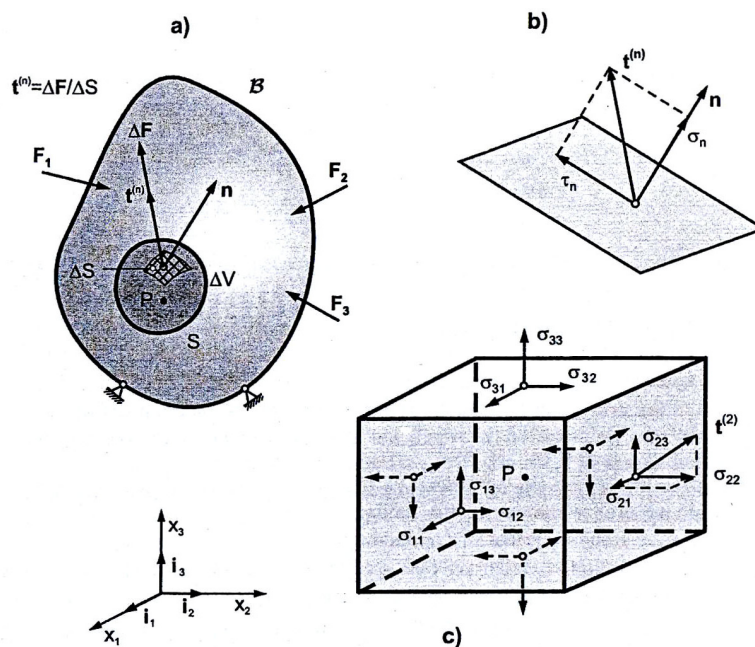 a)
t⁽ⁿ⁾=ΔF/ΔS
ℬ
ΔF
F₁
t⁽ⁿ⁾
n
F₂
ΔS
ΔV
P
F₃
S
b)
t⁽ⁿ⁾
n
σₙ
τₙ
σ₃₃
σ₃₁
σ₃₂
t⁽²⁾
σ₂₃
σ₁₃
P
σ₂₂
σ₂₁
σ₁₂
σ₁₁
x₃
i₃
i₁
i₂
x₁
x₂
c)